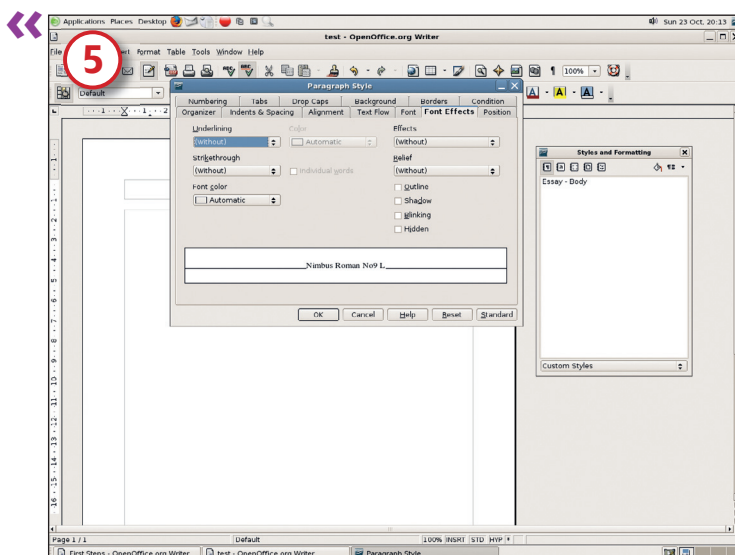 «
5
Applications Places Desktop Sun 23 Oct, 20:13
test - OpenOffice.org Writer
File Format Table Tools Window Help
100%
Default
Paragraph Style
Numbering Tabs Drop Caps Background Borders Condition
Organizer Indents & Spacing Alignment Text Flow Font Font Effects Position
Underlining Color Effects
(Without) Automatic (Without)
Strikethrough Relief
(Without) Individual words (Without)
Font color Outline
Automatic Shadow
Blinking
Hidden
Nimbus Roman No9 L
OK Cancel Help Reset Standard
Styles and Formatting
Essay - Body
Custom Styles
Page 1 / 1 Default 100% INSRT STD HYP
First Steps - OpenOffice.org Writer test - OpenOffice.org Writer Paragraph Style